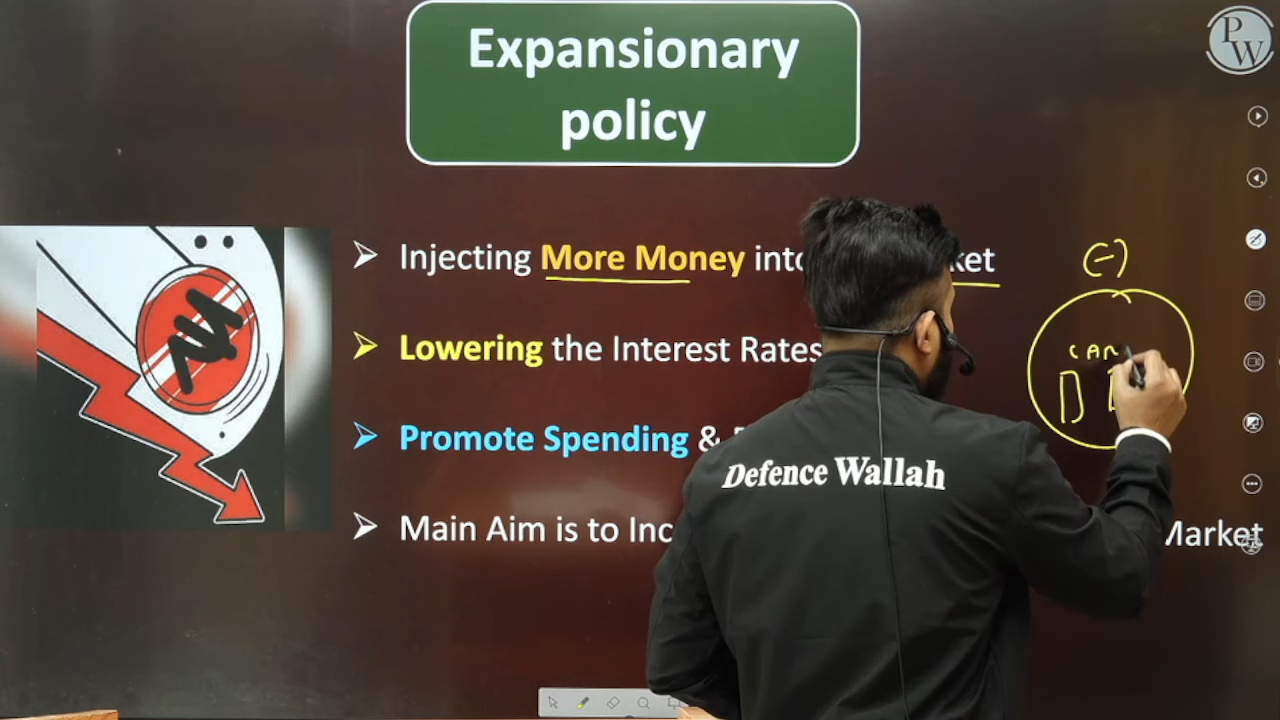 Expansionary
policy
PW
Injecting More Money into ket
(-)
Lowering the Interest Rates
CAR
Promote Spending &
Defence Wallah
Main Aim is to Inc Market